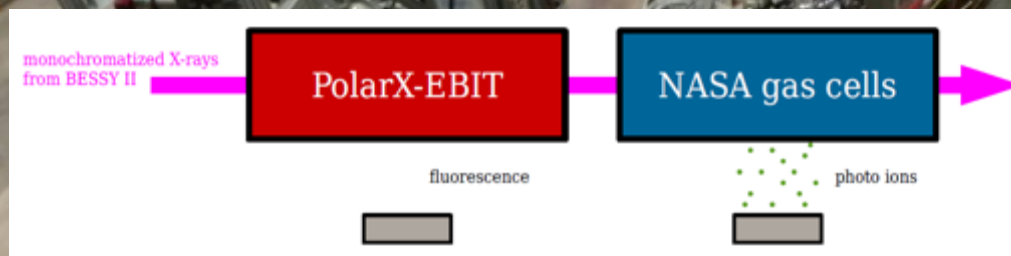 monochromatized X-rays
from BESSY II
PolarX-EBIT
NASA gas cells
fluorescence
photo ions